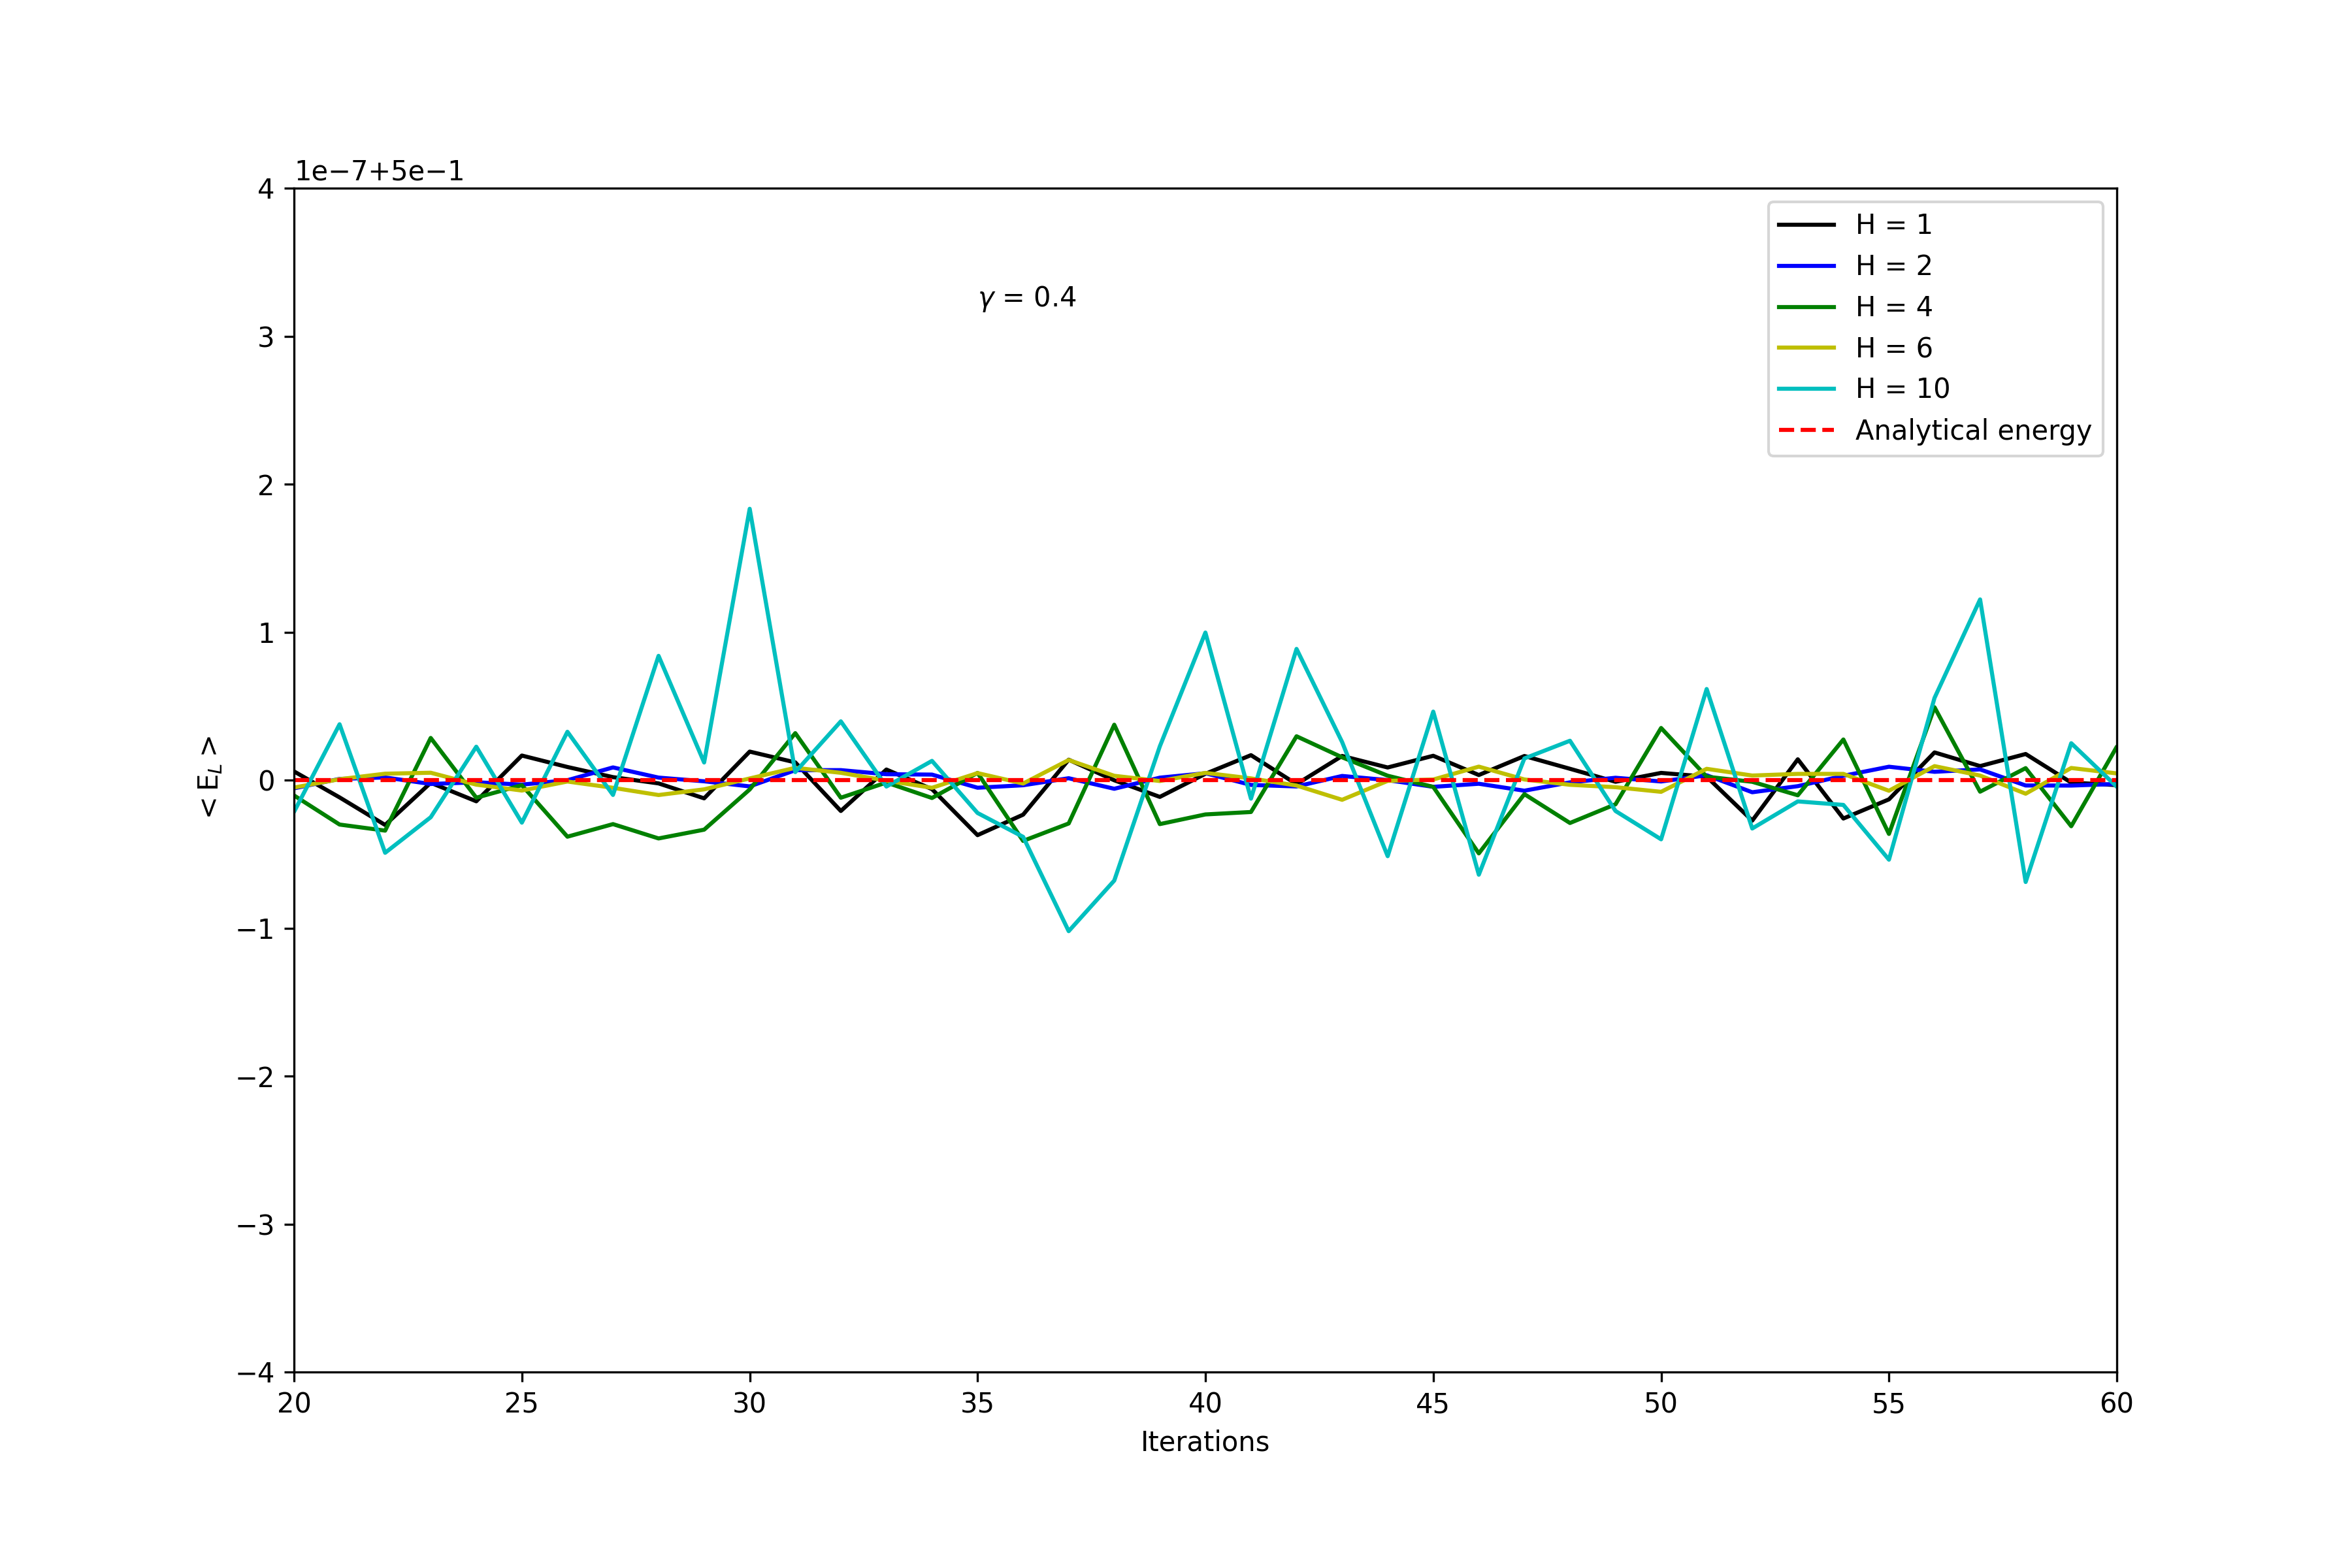 1e−7+5e−1
4
3
2
1
0
−1
−2
−3
−4
< E_L >
γ = 0.4
H = 1
H = 2
H = 4
H = 6
H = 10
Analytical energy
20 25 30 35 40 45 50 55 60
Iterations